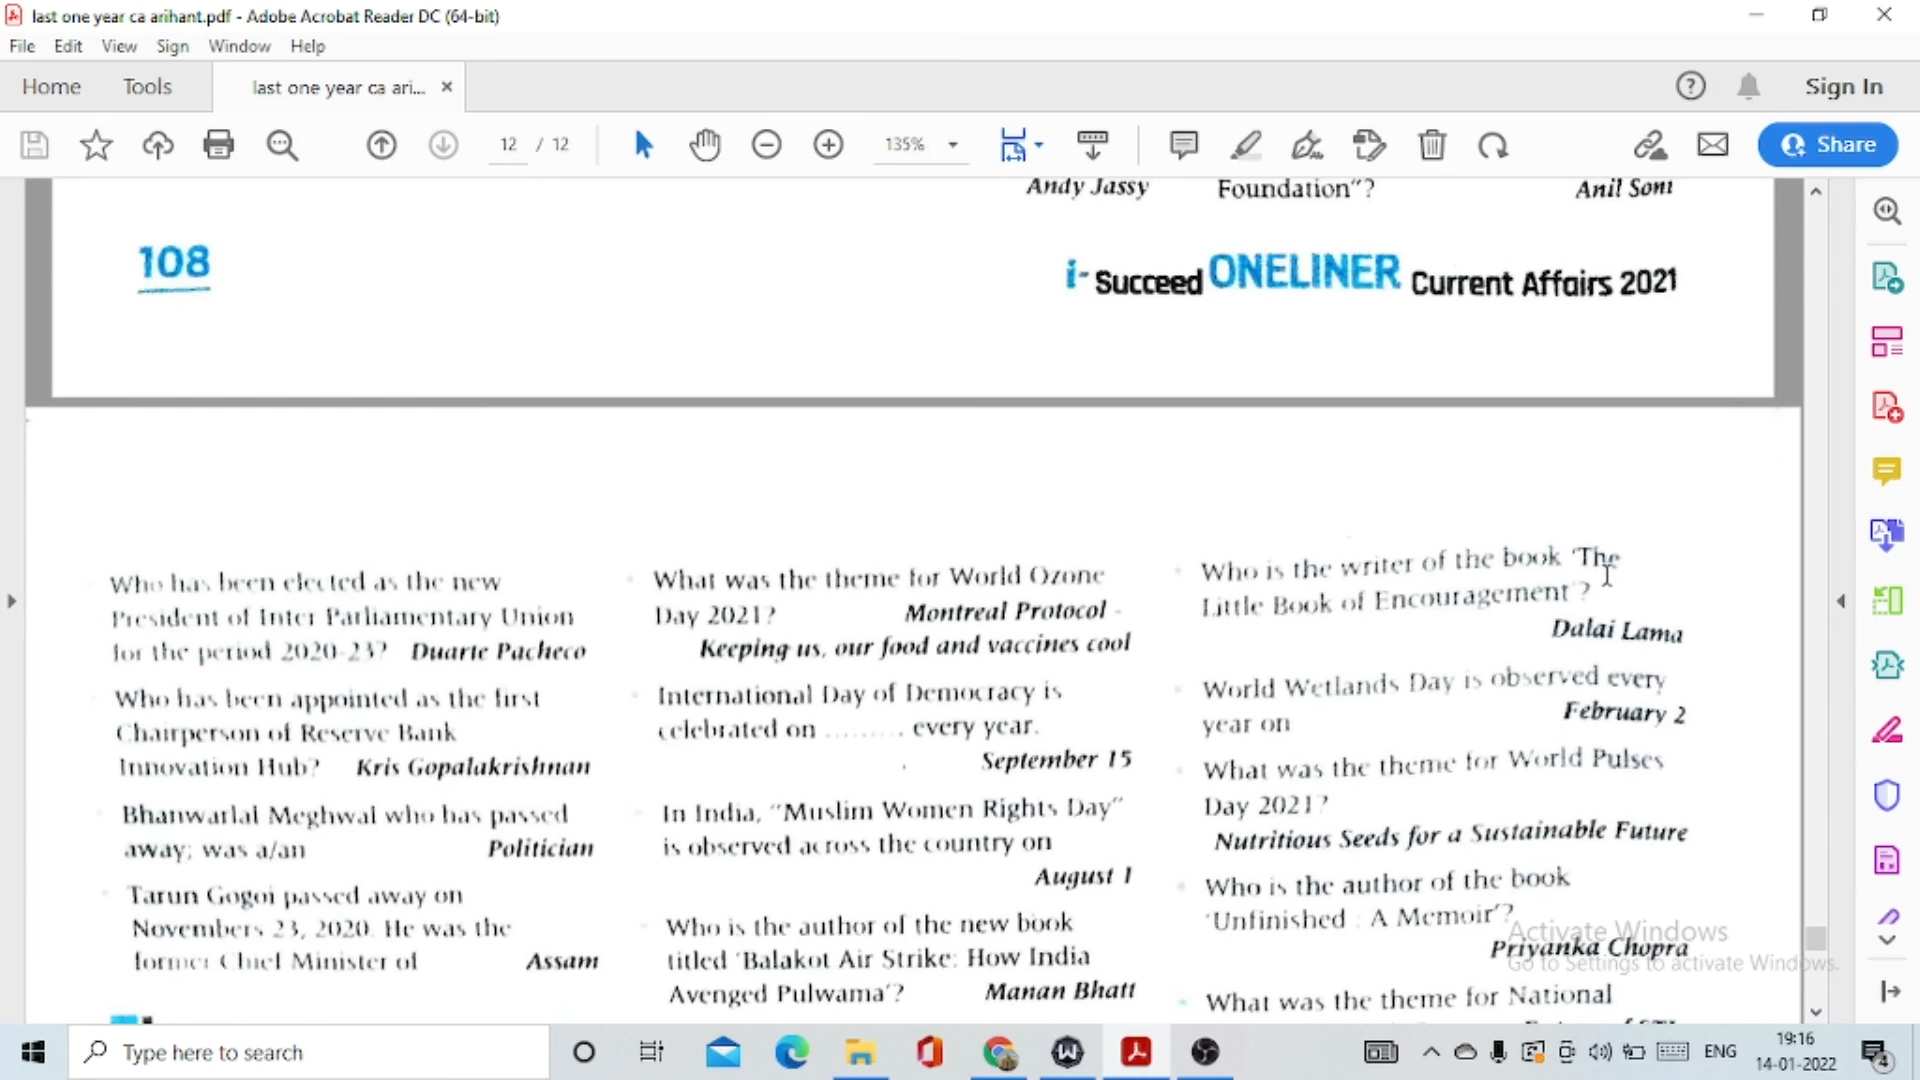 last one year ca arihant.pdf - Adobe Acrobat Reader DC (64-bit)
File Edit View Sign Window Help
Home Tools last one year ca ari... × Sign In
12 / 12 135% Share
Andy Jassy Foundation"? Anil Soni
108
i- Succeed ONELINER Current Affairs 2021
Who has been elected as the new
President of Inter Parliamentary Union
for the period 2020-23? Duarte Pacheco
Who has been appointed as the first
Chairperson of Reserve Bank
Innovation Hub? Kris Gopalakrishnan
Bhanwarlal Meghwal who has passed
away; was a/an Politician
Tarun Gogoi passed away on
Novembers 23, 2020. He was the
former Chief Minister of Assam
What was the theme for World Ozone
Day 2021? Montreal Protocol -
Keeping us, our food and vaccines cool
International Day of Democracy is
celebrated on ......... every year.
September 15
In India, "Muslim Women Rights Day"
is observed across the country on
August 1
Who is the author of the new book
titled 'Balakot Air Strike: How India
Avenged Pulwama'? Manan Bhatt
Who is the writer of the book 'The
Little Book of Encouragement'?
Dalai Lama
World Wetlands Day is observed every
year on February 2
What was the theme for World Pulses
Day 2021?
Nutritious Seeds for a Sustainable Future
Who is the author of the book
'Unfinished : A Memoir'?
Priyanka Chopra
What was the theme for National
Activate Windows
Go to Settings to activate Windows.
Type here to search
ENG
19:16
14-01-2022
4